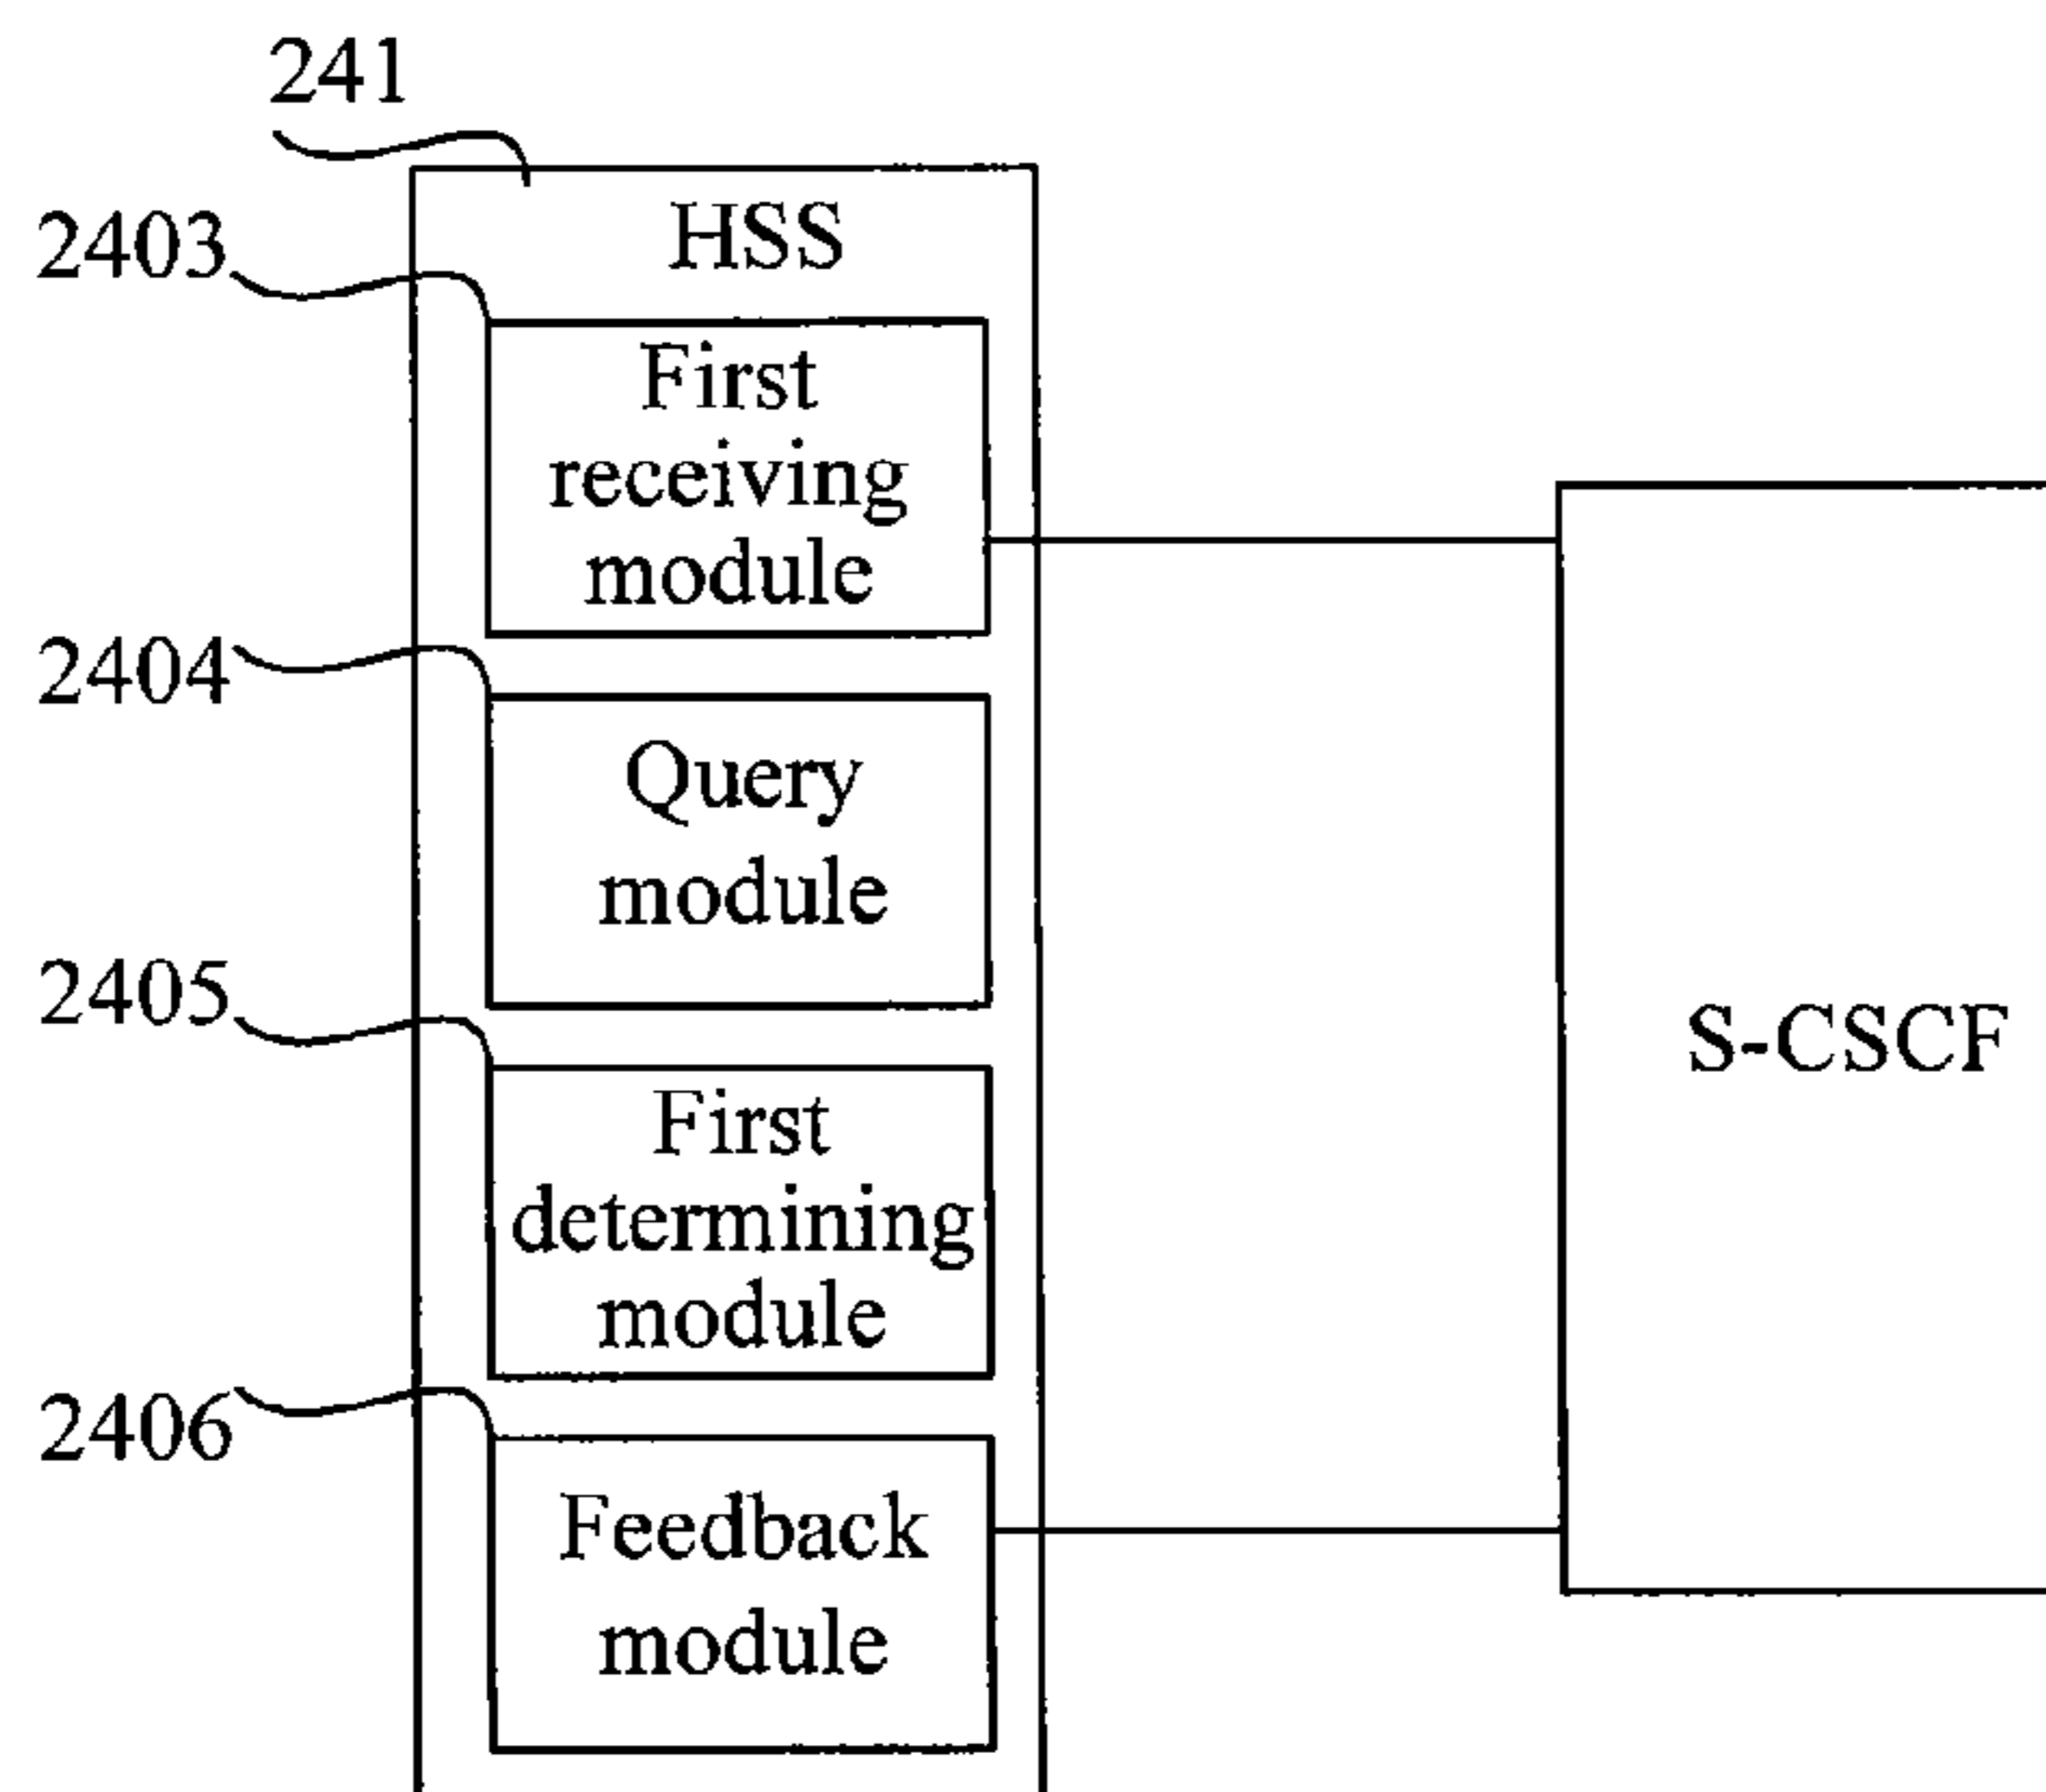 241
HSS
2403
First
receiving
module
2404
Query
module
2405
First
determining
module
2406
Feedback
module
S-CSCF